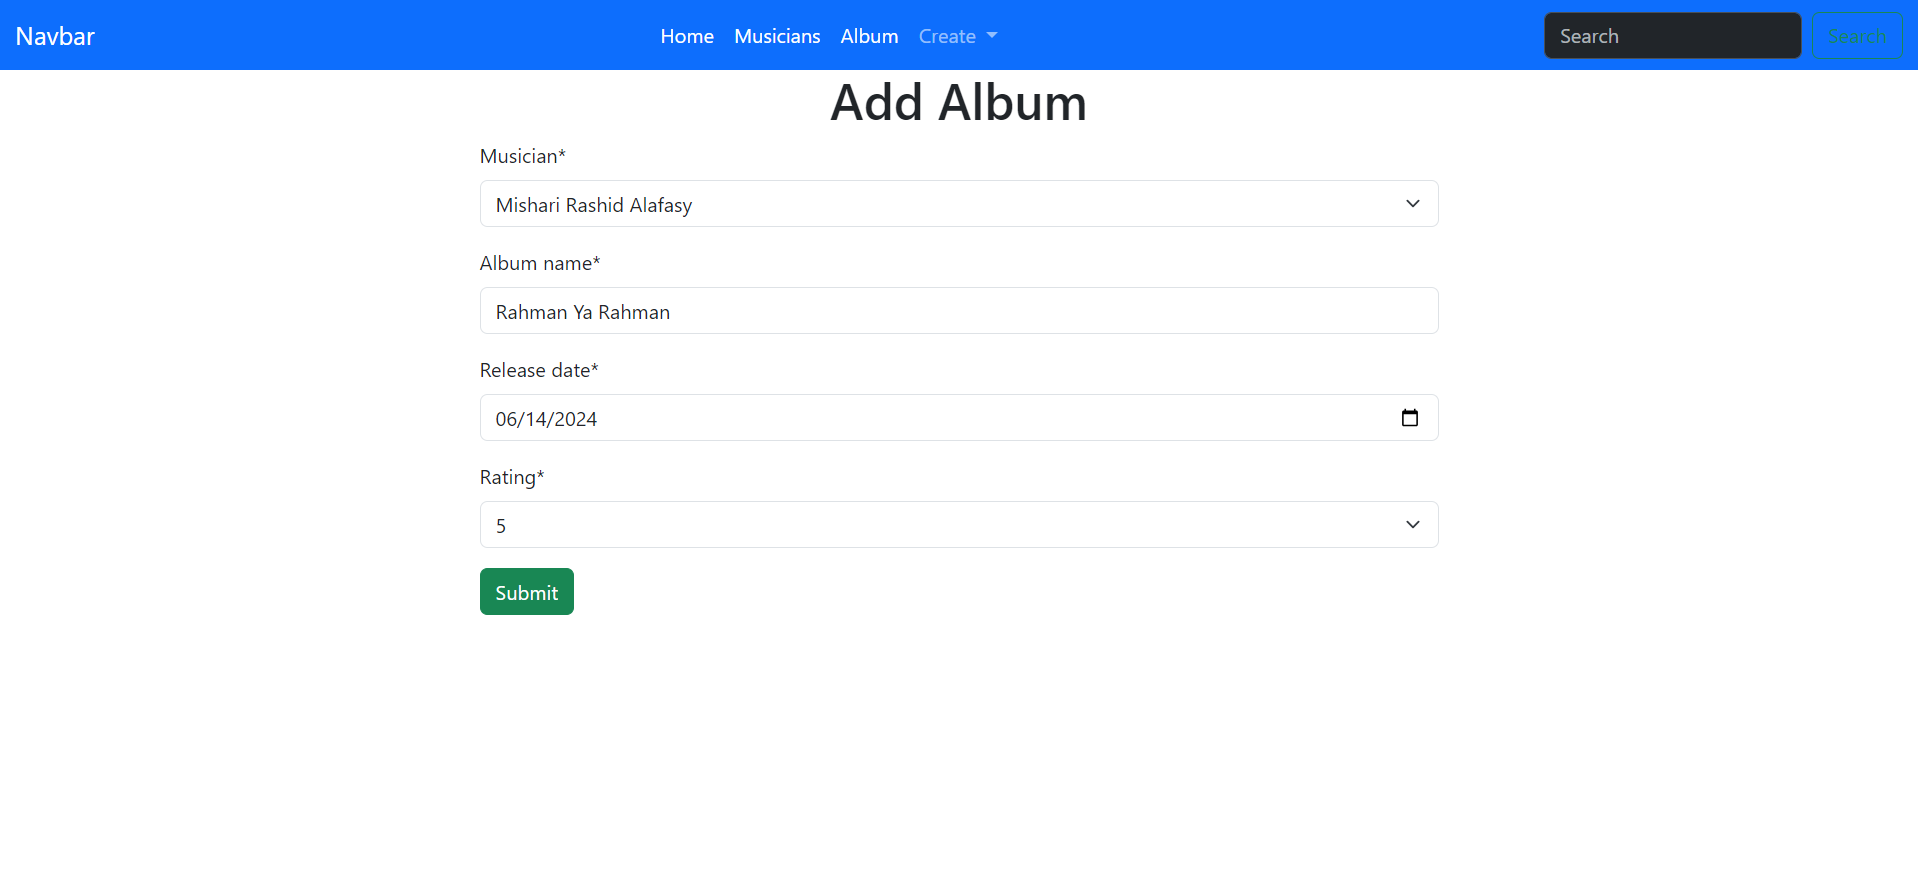 Navbar Home Musicians Album Create Search Search
Add Album
Musician*
Mishari Rashid Alafasy
Album name*
Rahman Ya Rahman
Release date*
06/14/2024
Rating*
5
Submit